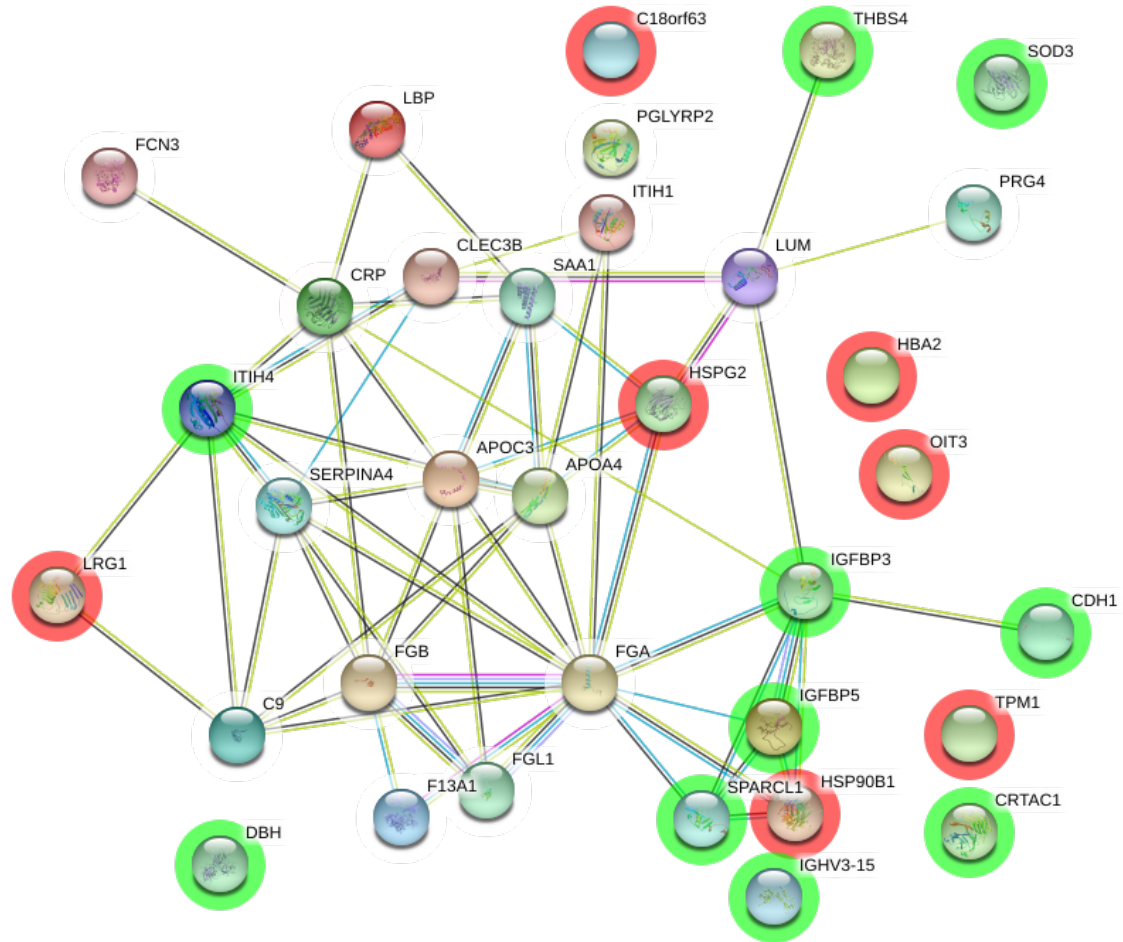 C18orf63
THBS4
SOD3
LBP
PGLYRP2
FCN3
ITIH1
PRG4
CLEC3B
LUM
SAA1
CRP
HBA2
ITIH4
HSPG2
OIT3
APOC3
APOA4
SERPINA4
IGFBP3
LRG1
CDH1
FGB
FGA
IGFBP5
C9
TPM1
FGL1
HSP90B1
SPARCL1
F13A1
CRTAC1
DBH
IGHV3-15